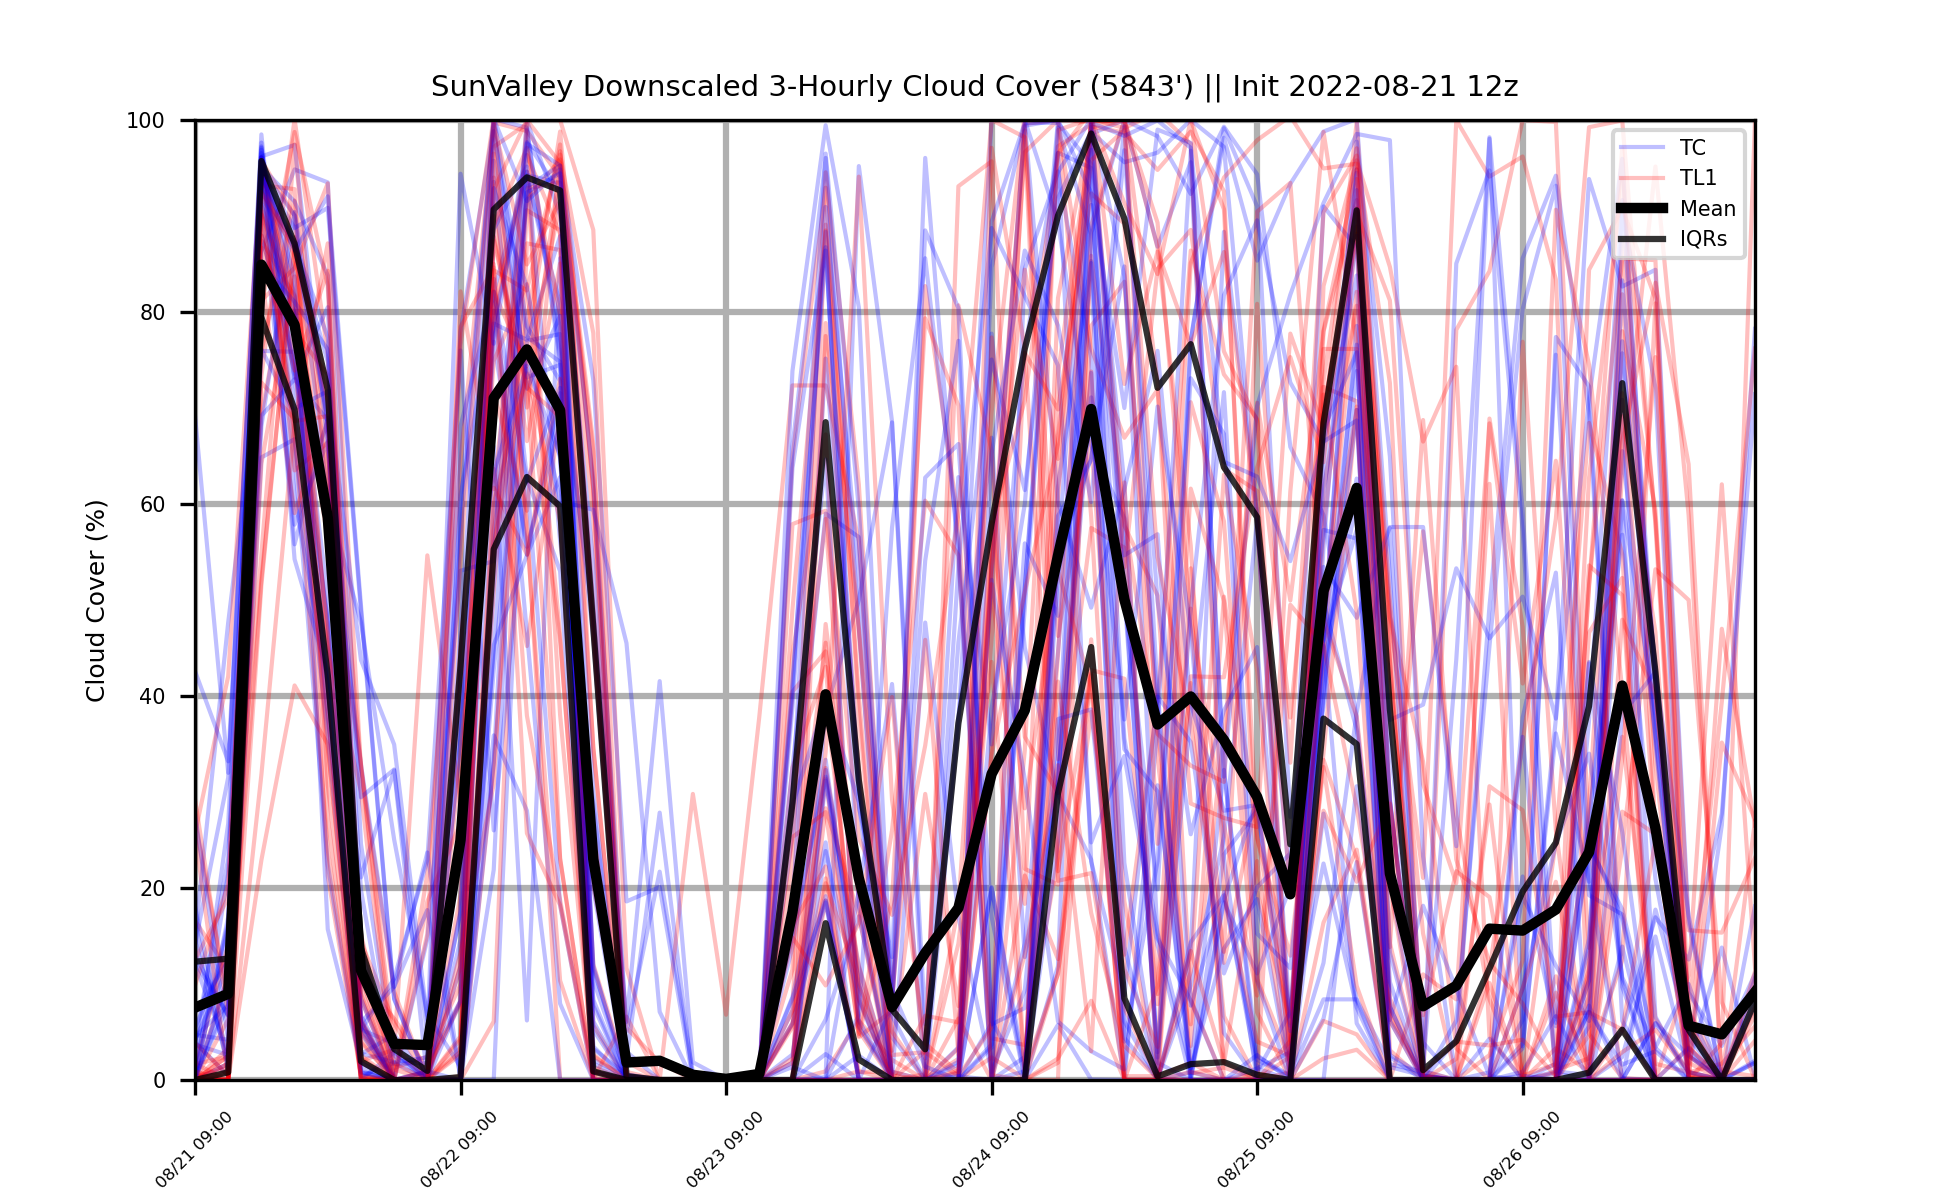 SunValley Downscaled 3-Hourly Cloud Cover (5843') || Init 2022-08-21 12z
Cloud Cover (%)
100
80
60
40
20
0
TC
TL1
Mean
IQRs
08/21 09:00
08/22 09:00
08/23 09:00
08/24 09:00
08/25 09:00
08/26 09:00